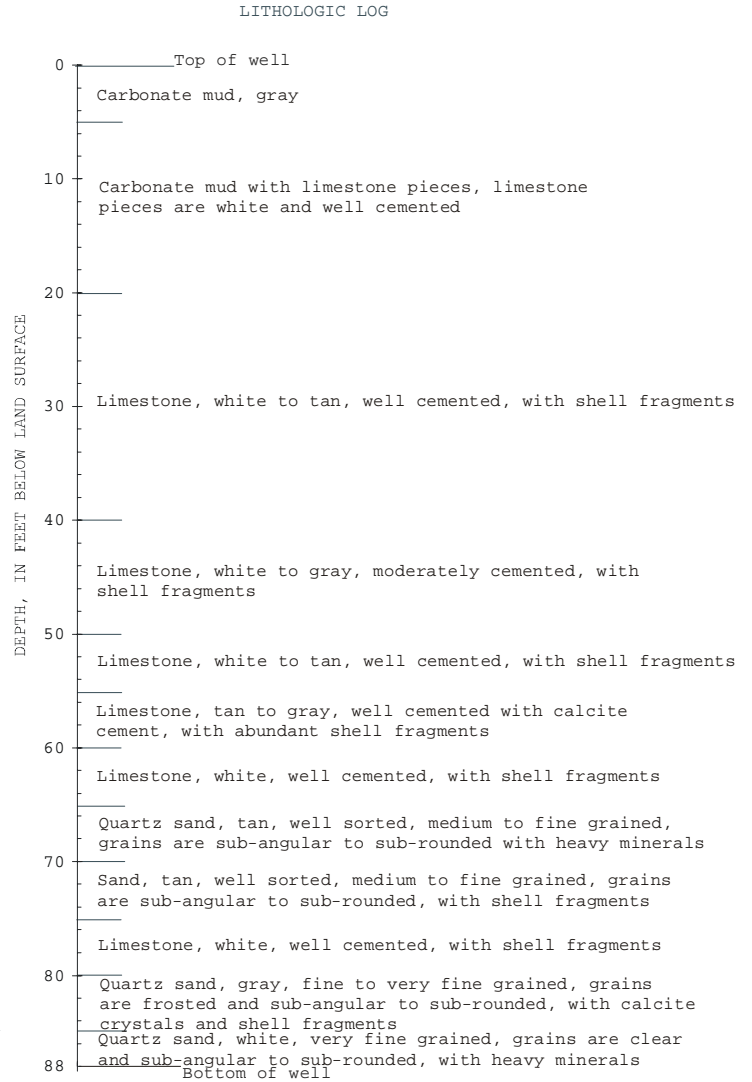 LITHOLOGIC LOG
0
Top of well
Carbonate mud, gray
10
Carbonate mud with limestone pieces, limestone
pieces are white and well cemented
20
DEPTH, IN FEET BELOW LAND SURFACE
30
Limestone, white to tan, well cemented, with shell fragments
40
Limestone, white to gray, moderately cemented, with
shell fragments
50
Limestone, white to tan, well cemented, with shell fragments
Limestone, tan to gray, well cemented with calcite
cement, with abundant shell fragments
60
Limestone, white, well cemented, with shell fragments
Quartz sand, tan, well sorted, medium to fine grained,
grains are sub-angular to sub-rounded with heavy minerals
70
Sand, tan, well sorted, medium to fine grained, grains
are sub-angular to sub-rounded, with shell fragments
Limestone, white, well cemented, with shell fragments
80
Quartz sand, gray, fine to very fine grained, grains
are frosted and sub-angular to sub-rounded, with calcite
crystals and shell fragments
Quartz sand, white, very fine grained, grains are clear
and sub-angular to sub-rounded, with heavy minerals
88
Bottom of well